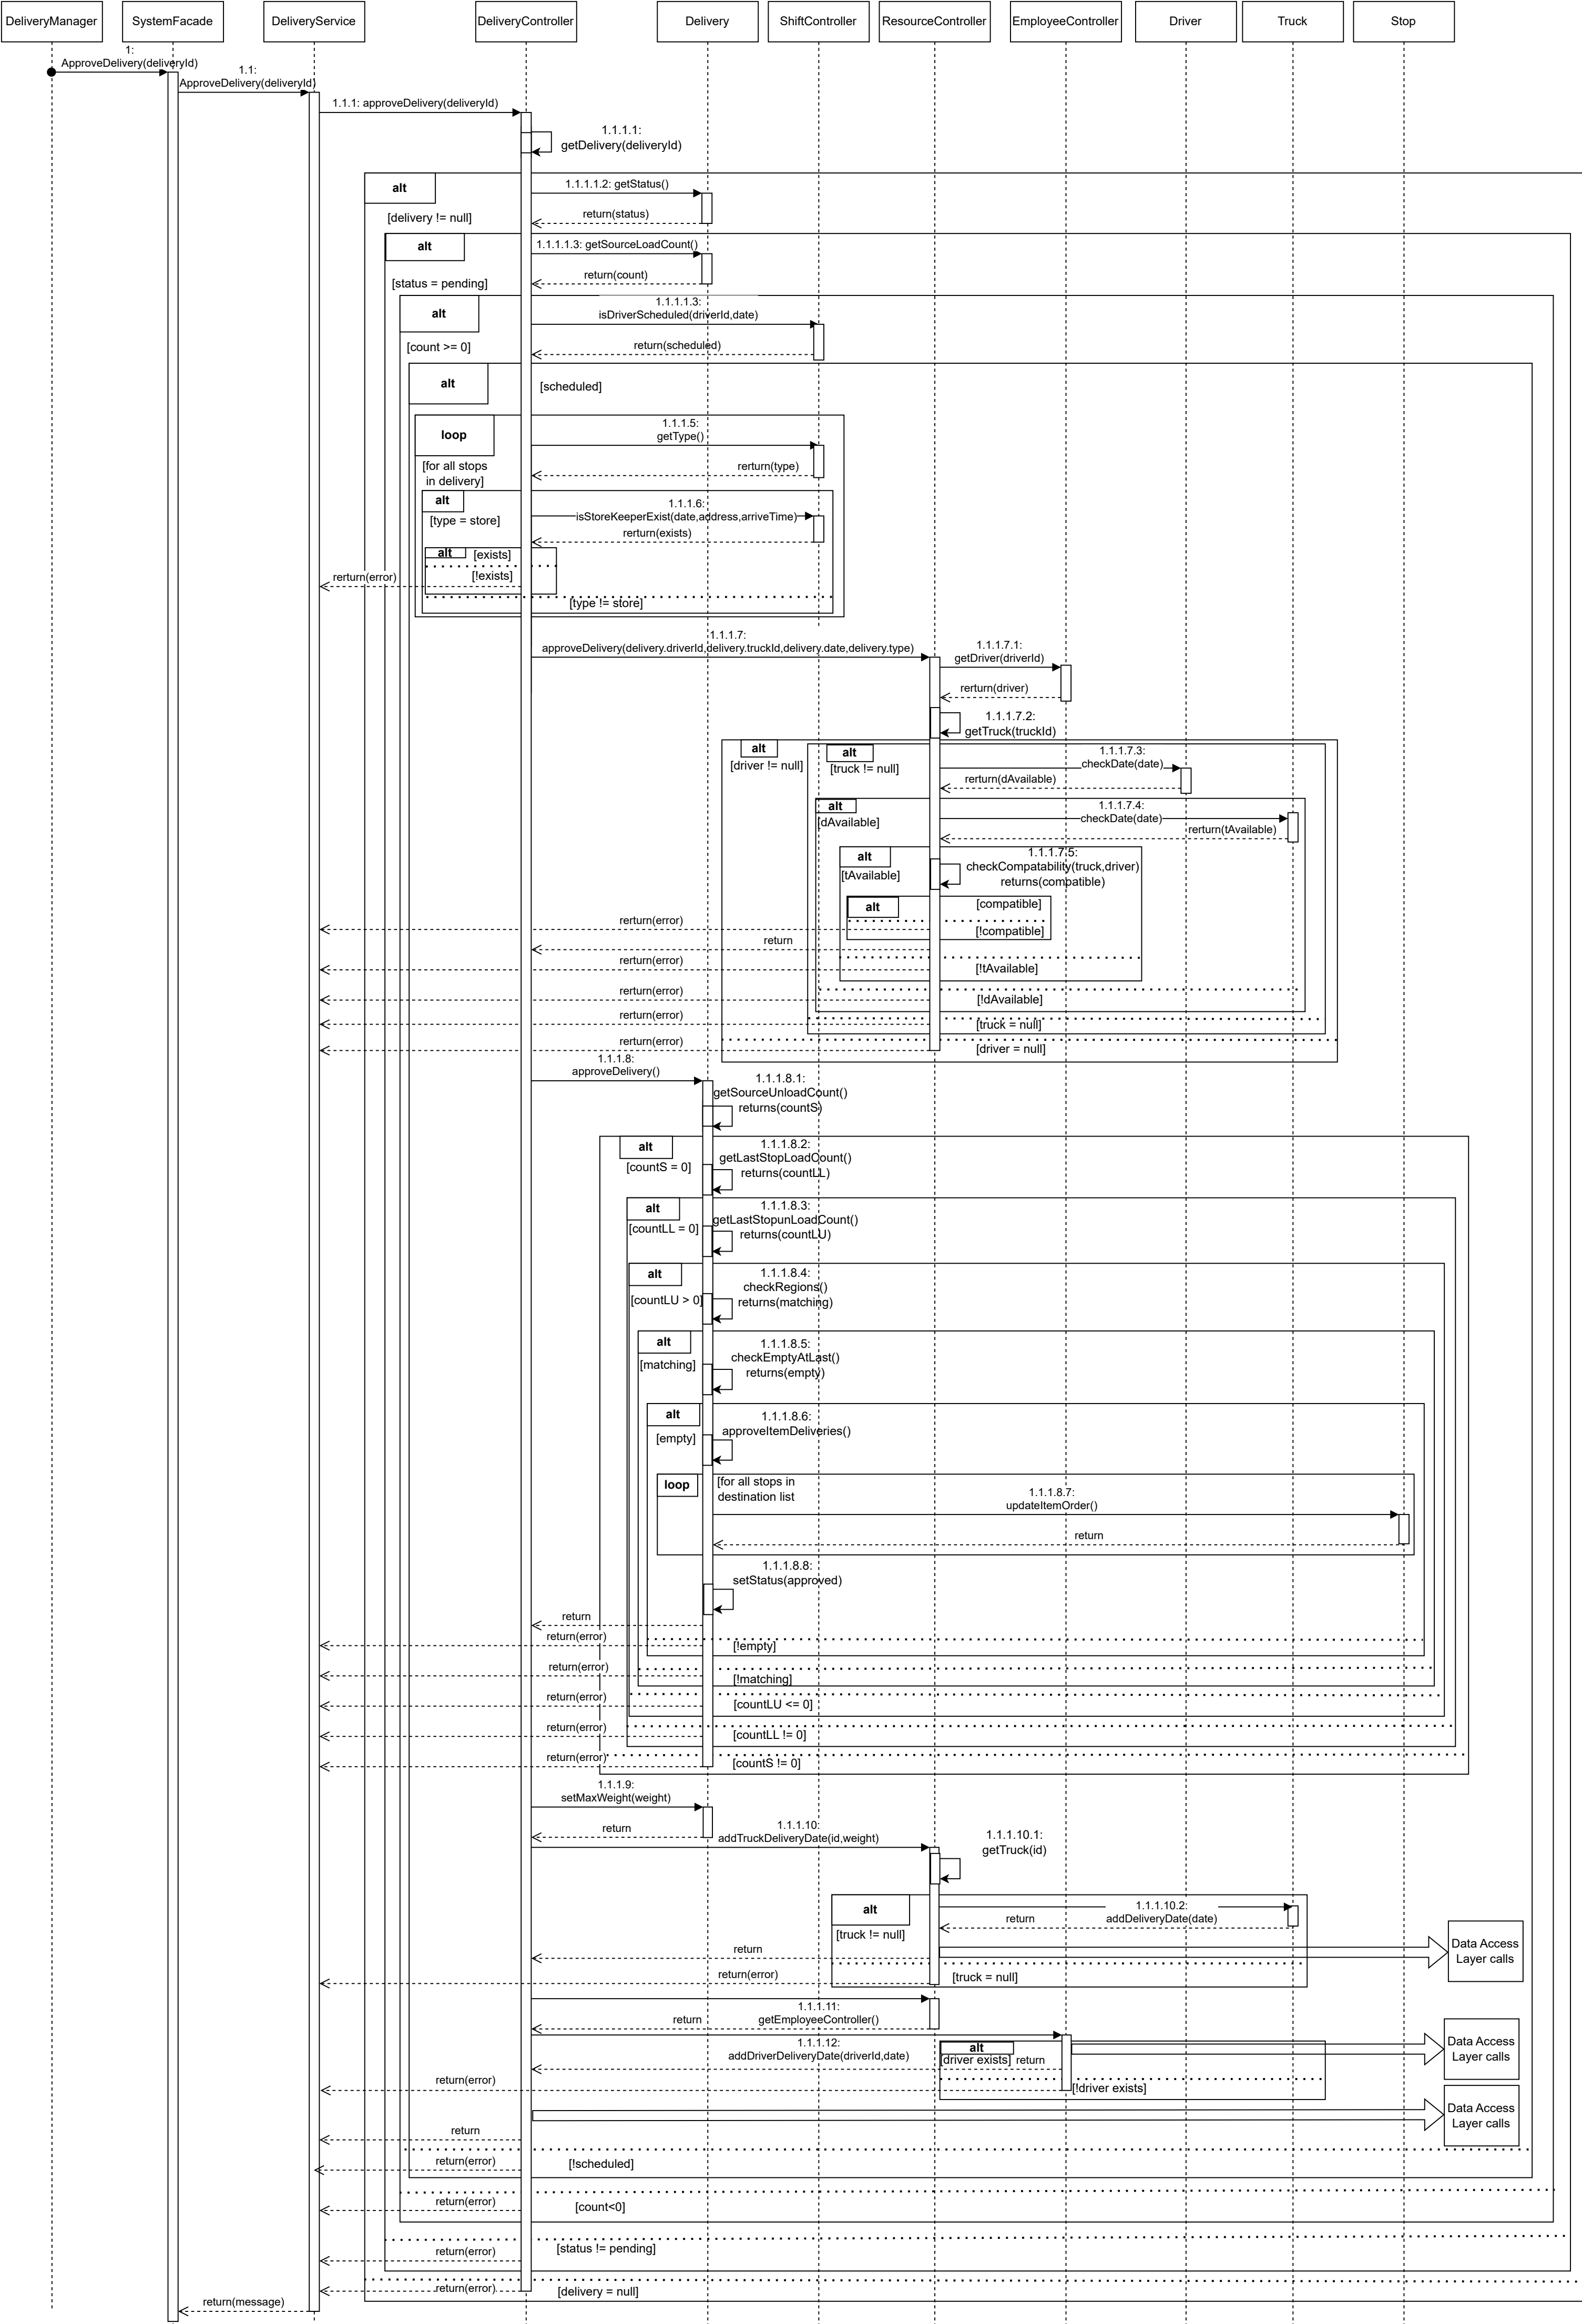 DeliveryManager
SystemFacade
DeliveryService
DeliveryController
Delivery
ShiftController
ResourceController
EmployeeController
Driver
Truck
Stop
1:
ApproveDelivery(deliveryId)
1.1:
ApproveDelivery(deliveryId)
1.1.1: approveDelivery(deliveryId)
1.1.1.1:
getDelivery(deliveryId)
alt
[delivery != null]
1.1.1.1.2: getStatus()
return(status)
alt
[status = pending]
1.1.1.1.3: getSourceLoadCount()
return(count)
alt
[count >= 0]
1.1.1.1.3:
isDriverScheduled(driverId,date)
return(scheduled)
alt
[scheduled]
loop
[for all stops
in delivery]
1.1.1.5:
getType()
rerturn(type)
alt
[type = store]
1.1.1.6:
isStoreKeeperExist(date,address,arriveTime)
rerturn(exists)
alt
[exists]
[!exists]
rerturn(error)
[type != store]
1.1.1.7:
approveDelivery(delivery.driverId,delivery.truckId,delivery.date,delivery.type)
1.1.1.7.1:
getDriver(driverId)
rerturn(driver)
1.1.1.7.2:
getTruck(truckId)
alt
[driver != null]
alt
[truck != null]
1.1.1.7.3:
checkDate(date)
rerturn(dAvailable)
alt
[dAvailable]
1.1.1.7.4:
checkDate(date)
rerturn(tAvailable)
alt
[tAvailable]
1.1.1.7.5:
checkCompatability(truck,driver)
returns(compatible)
alt
[compatible]
rerturn(error)
[!compatible]
return
rerturn(error)
[!tAvailable]
rerturn(error)
[!dAvailable]
rerturn(error)
[truck = null]
rerturn(error)
[driver = null]
1.1.1.8:
approveDelivery()
1.1.1.8.1:
getSourceUnloadCount()
returns(countS)
alt
[countS = 0]
1.1.1.8.2:
getLastStopLoadCount()
returns(countLL)
alt
[countLL = 0]
1.1.1.8.3:
getLastStopunLoadCount()
returns(countLU)
alt
[countLU > 0]
1.1.1.8.4:
checkRegions()
returns(matching)
alt
[matching]
1.1.1.8.5:
checkEmptyAtLast()
returns(empty)
alt
[empty]
1.1.1.8.6:
approveItemDeliveries()
loop
[for all stops in
destination list
1.1.1.8.7:
updateItemOrder()
return
1.1.1.8.8:
setStatus(approved)
return
return(error)
[!empty]
return(error)
[!matching]
return(error)
[countLU <= 0]
return(error)
[countLL != 0]
return(error)
[countS != 0]
1.1.1.9:
setMaxWeight(weight)
return
1.1.1.10:
addTruckDeliveryDate(id,weight)
1.1.1.10.1:
getTruck(id)
alt
[truck != null]
1.1.1.10.2:
addDeliveryDate(date)
return
Data Access
Layer calls
return
return(error)
[truck = null]
1.1.1.11:
getEmployeeController()
return
1.1.1.12:
addDriverDeliveryDate(driverId,date)
alt
[driver exists]
return
Data Access
Layer calls
return(error)
[!driver exists]
Data Access
Layer calls
return
return(error)
[!scheduled]
return(error)
[count<0]
return(error)
[status != pending]
return(error)
[delivery = null]
return(message)